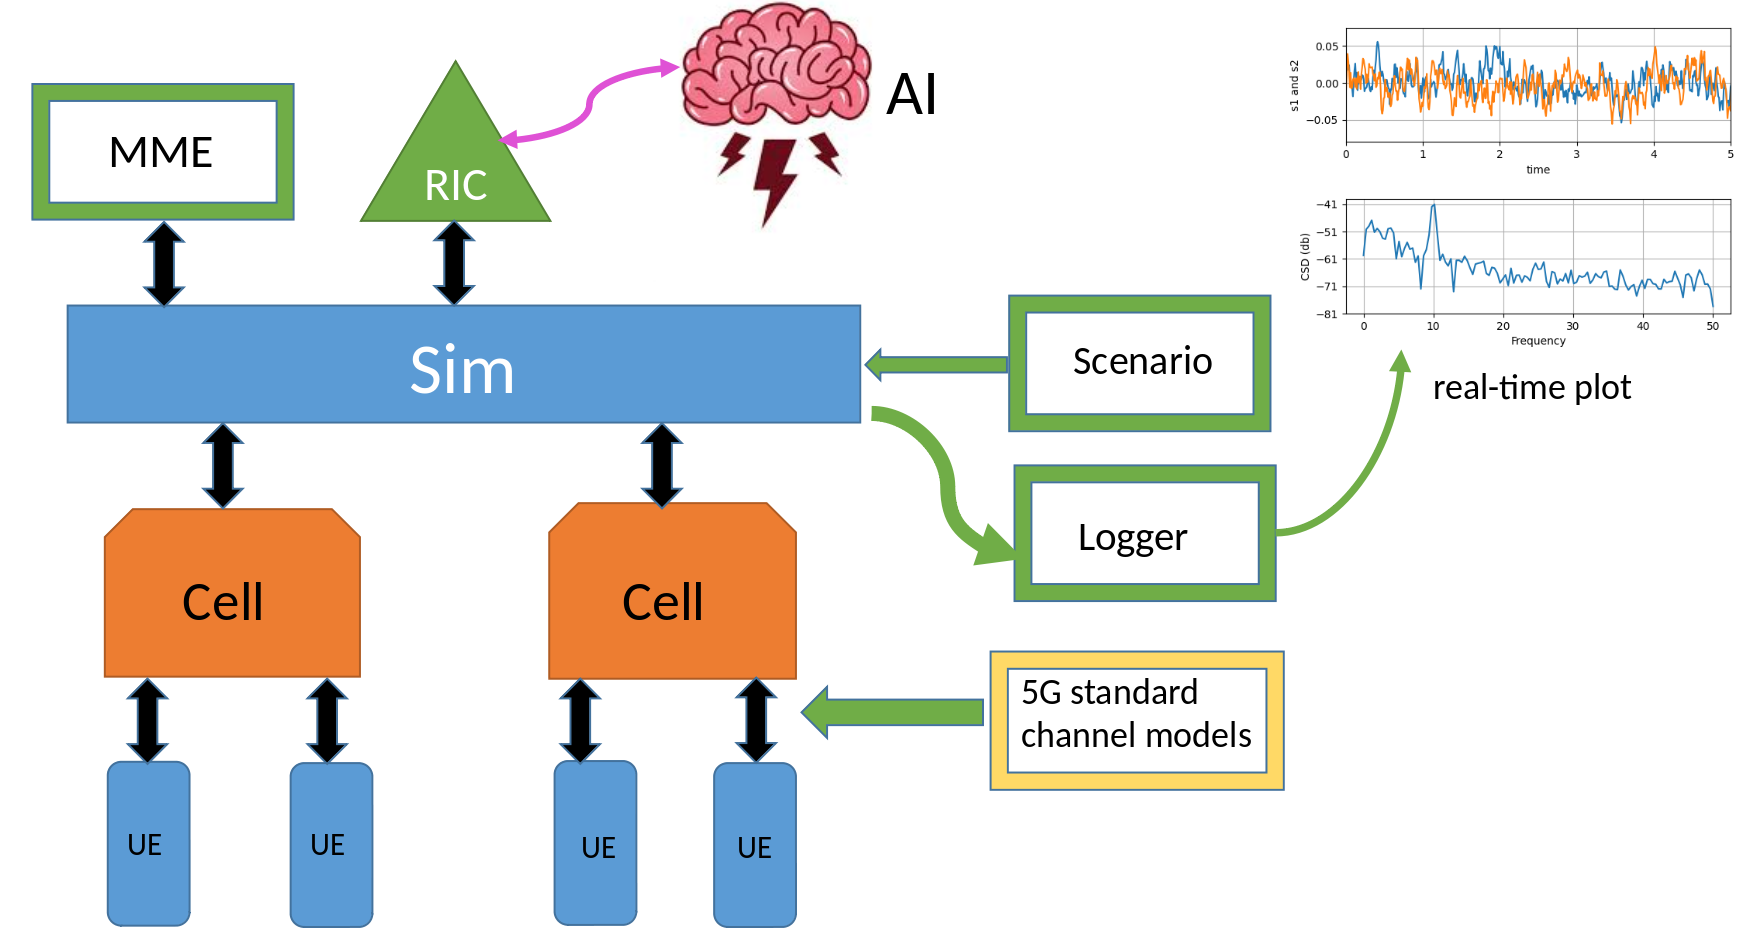 MME
RIC
AI
Sim
Cell
Cell
UE
UE
UE
UE
Scenario
Logger
5G standard
channel models
0.05
0.00
−0.05
s1 and s2
0 1 2 3 4 5
time
−41
−51
−61
−71
−81
CSD (db)
0 10 20 30 40 50
Frequency
real-time plot